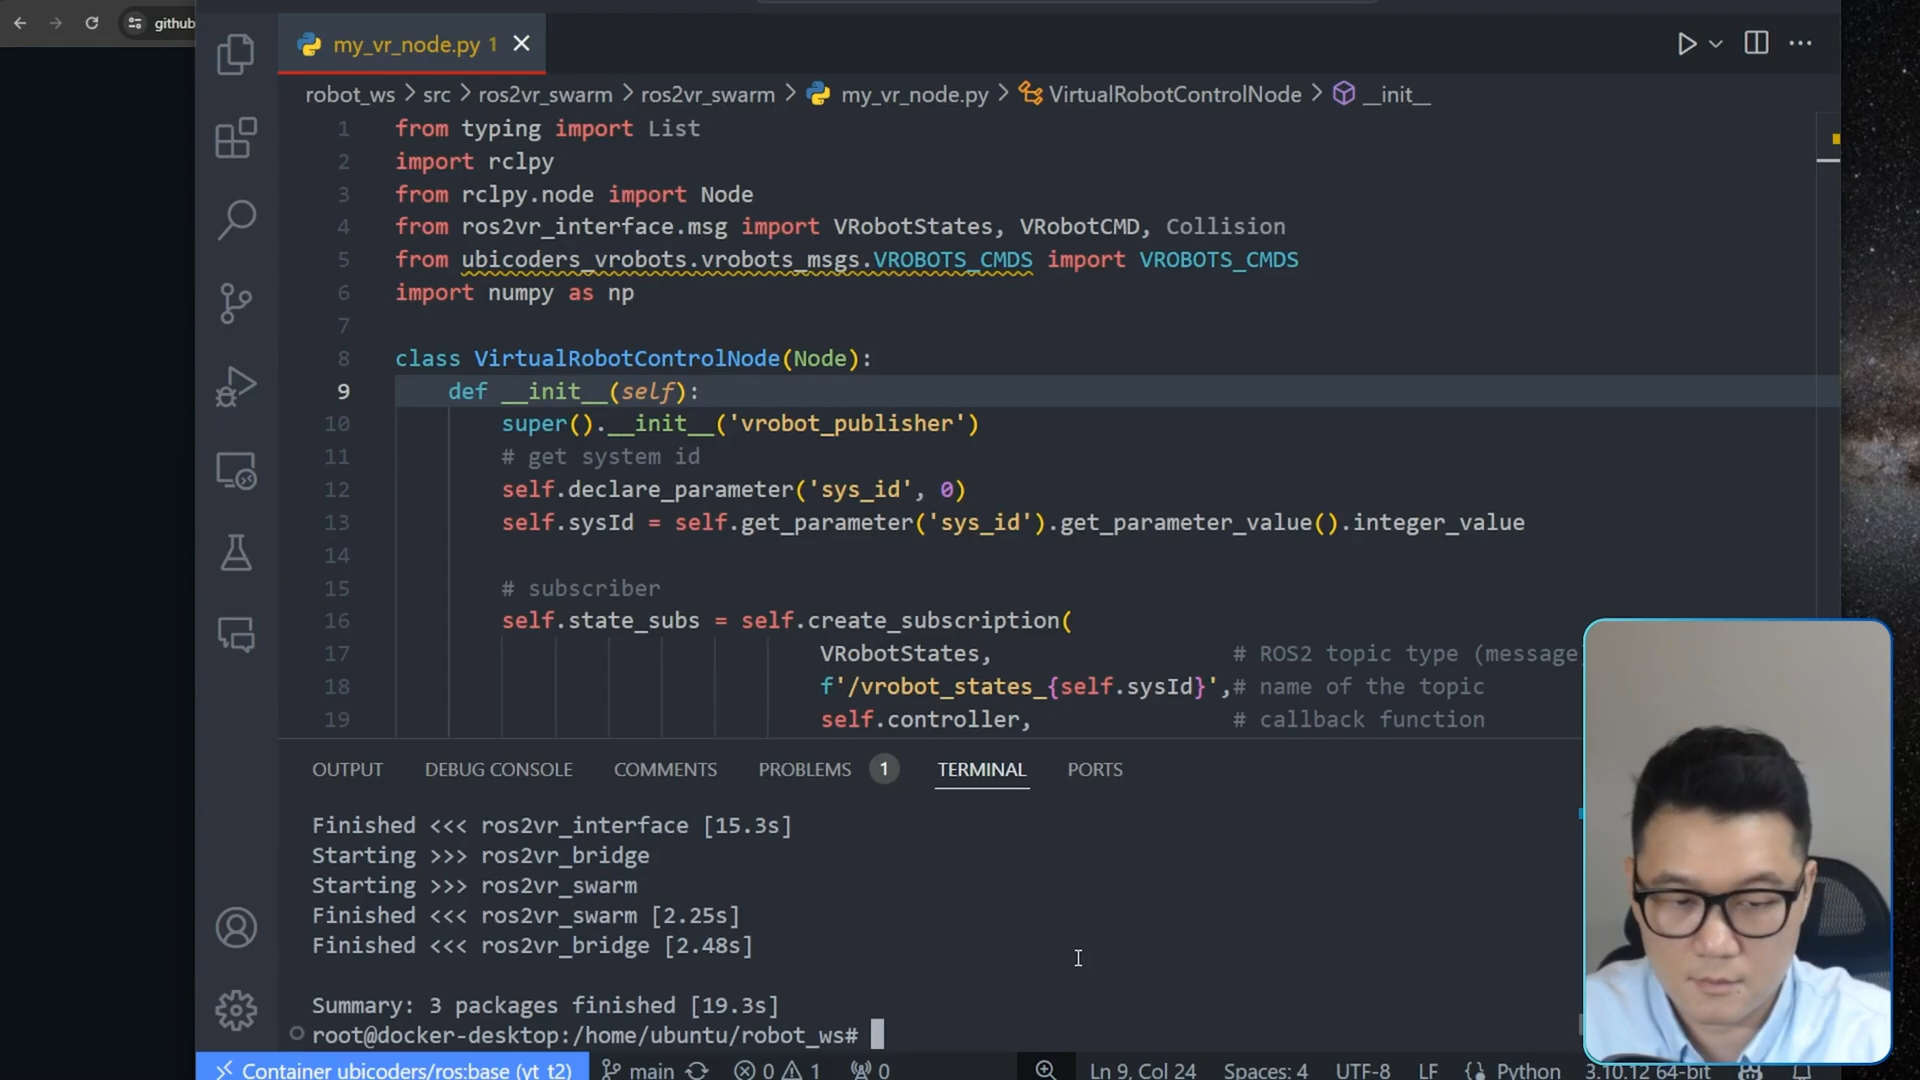 github
my_vr_node.py 1
robot_ws > src > ros2vr_swarm > ros2vr_swarm > my_vr_node.py > VirtualRobotControlNode > __init__
1 from typing import List
2 import rclpy
3 from rclpy.node import Node
4 from ros2vr_interface.msg import VRobotStates, VRobotCMD, Collision
5 from ubicoders_vrobots.vrobots_msgs.VROBOTS_CMDS import VROBOTS_CMDS
6 import numpy as np
7
8 class VirtualRobotControlNode(Node):
9 def __init__(self):
10 super().__init__('vrobot_publisher')
11 # get system id
12 self.declare_parameter('sys_id', 0)
13 self.sysId = self.get_parameter('sys_id').get_parameter_value().integer_value
14
15 # subscriber
16 self.state_subs = self.create_subscription(
17 VRobotStates, # ROS2 topic type (message
18 f'/vrobot_states_{self.sysId}',# name of the topic
19 self.controller, # callback function
OUTPUT DEBUG CONSOLE COMMENTS PROBLEMS 1 TERMINAL PORTS
Finished <<< ros2vr_interface [15.3s]
Starting >>> ros2vr_bridge
Starting >>> ros2vr_swarm
Finished <<< ros2vr_swarm [2.25s]
Finished <<< ros2vr_bridge [2.48s]
Summary: 3 packages finished [19.3s]
root@docker-desktop:/home/ubuntu/robot_ws#
Container ubicoders/ros:base (yt_t2) main 0 1 0 Ln 9, Col 24 Spaces: 4 UTF-8 LF Python 3.10.12 64-bit